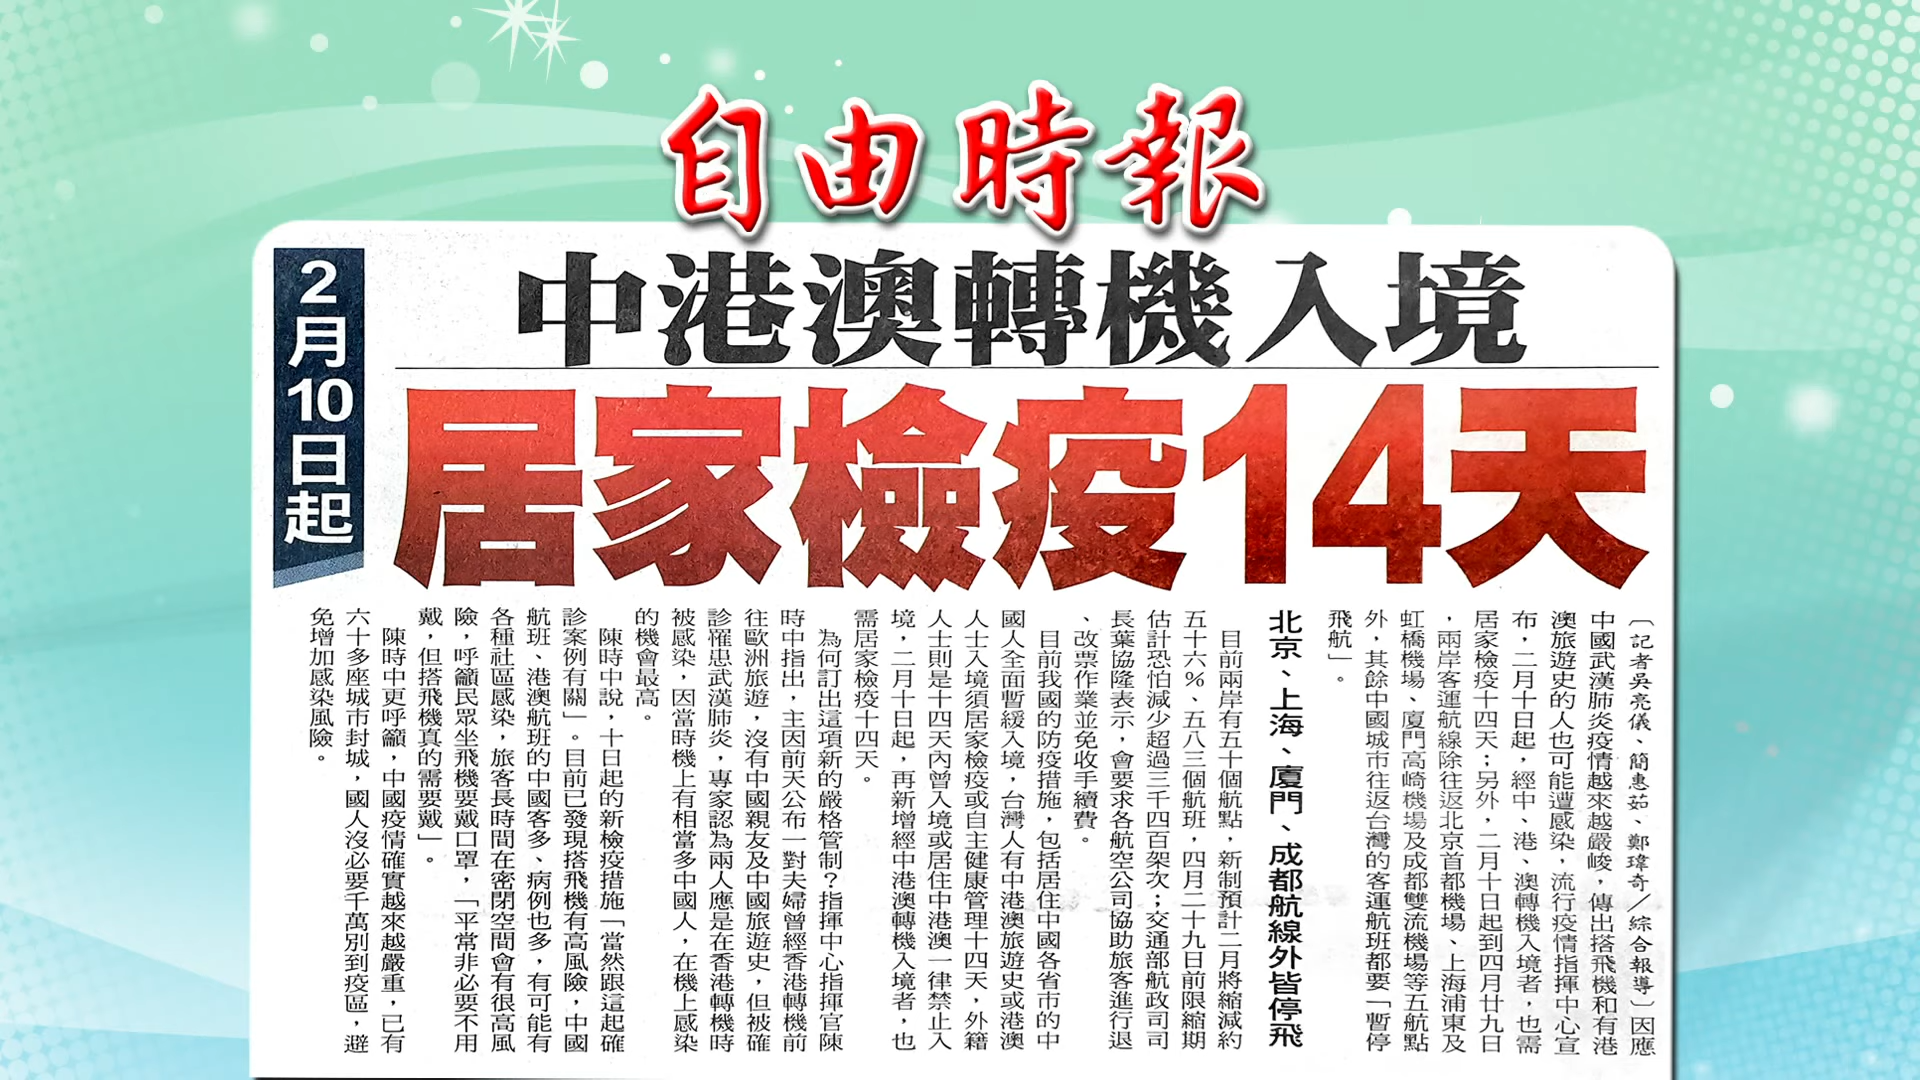 自由時報
2月10日起
中港澳轉機入境
居家檢疫14天
〔記者吳亮儀、簡惠茹、鄭瑋奇／綜合報導〕因應
中國武漢肺炎疫情越來越嚴峻，傳出搭飛機和有港
澳旅遊史的人也可能遭感染，流行疫情指揮中心宣
布，二月十日起，經中、港、澳轉機入境者，也需
居家檢疫十四天；另外，二月十日起到四月廿九日
，兩岸客運航線除往返北京首都機場、上海浦東及
虹橋機場、廈門高崎機場及成都雙流機場等五航點
外，其餘中國城市往返台灣的客運航班都要「暫停
飛航」。
北京、上海、廈門、成都航線外皆停飛
目前兩岸有五十個航點，新制預計二月將縮減約
五十六%、五八三個航班，四月二十九日前限縮期
估計恐怕減少超過三千四百架次；交通部航政司司
長葉協隆表示，會要求各航空公司協助旅客進行退
、改票作業並免收手續費。
目前我國的防疫措施，包括居住中國各省市的中
國人全面暫緩入境，台灣人有中港澳旅遊史或港澳
人士入境須居家檢疫或自主健康管理十四天，外籍
人士則是十四天內曾入境或居住中港澳一律禁止入
境，二月十日起，再新增經中港澳轉機入境者，也
需居家檢疫十四天。
為何訂出這項新的嚴格管制？指揮中心指揮官陳
時中指出，主因前天公布一對夫婦曾經香港轉機前
往歐洲旅遊，沒有中國親友及中國旅遊史，但被確
診罹患武漢肺炎，專家認為兩人應是在香港轉機時
被感染，因當時機上有相當多中國人，在機上感染
的機會最高。
陳時中說，十日起的新檢疫措施「當然跟這起確
診案例有關」。目前已發現搭飛機有高風險，中國
航班、港澳航班的中國客多、病例也多，有可能有
各種社區感染，旅客長時間在密閉空間會有很高風
險，呼籲民眾坐飛機要戴口罩，「平常非必要不用
戴，但搭飛機真的需要戴」。
陳時中更呼籲，中國疫情確實越來越嚴重，已有
六十多座城市封城，國人沒必要千萬別到疫區，避
免增加感染風險。